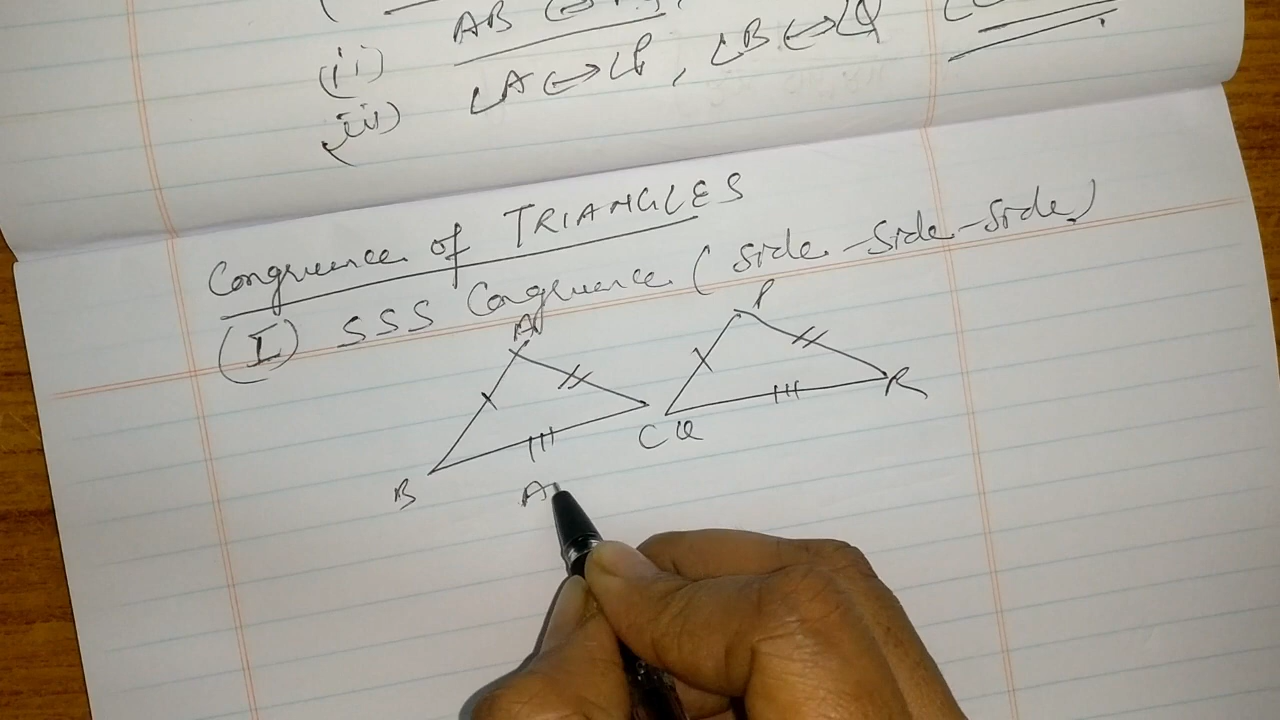 AB ↔
(ii)
(iii) ∠A ↔ ∠P, ∠B ↔ ∠Q
Congruence of TRIANGLES
(I) SSS Congruence (side-side-side)
A P
B C Q R
A